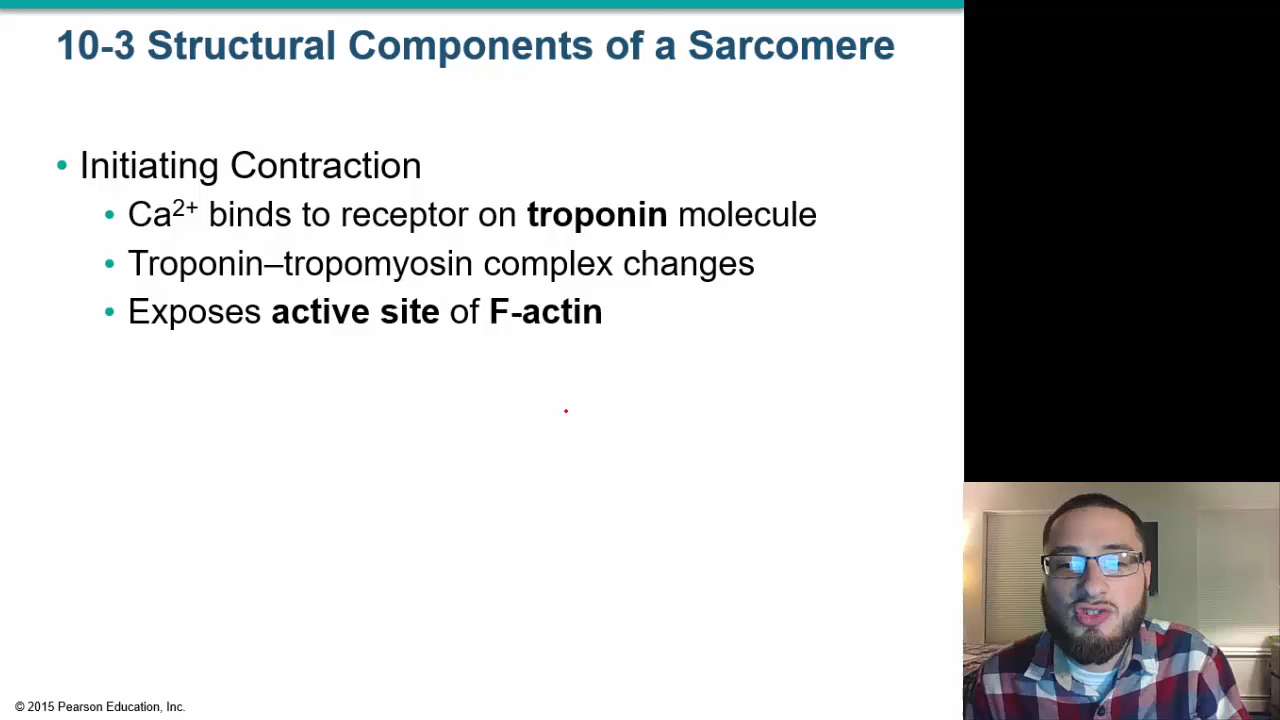 10-3 Structural Components of a Sarcomere
• Initiating Contraction
• Ca²⁺ binds to receptor on troponin molecule
• Troponin–tropomyosin complex changes
• Exposes active site of F-actin
© 2015 Pearson Education, Inc.